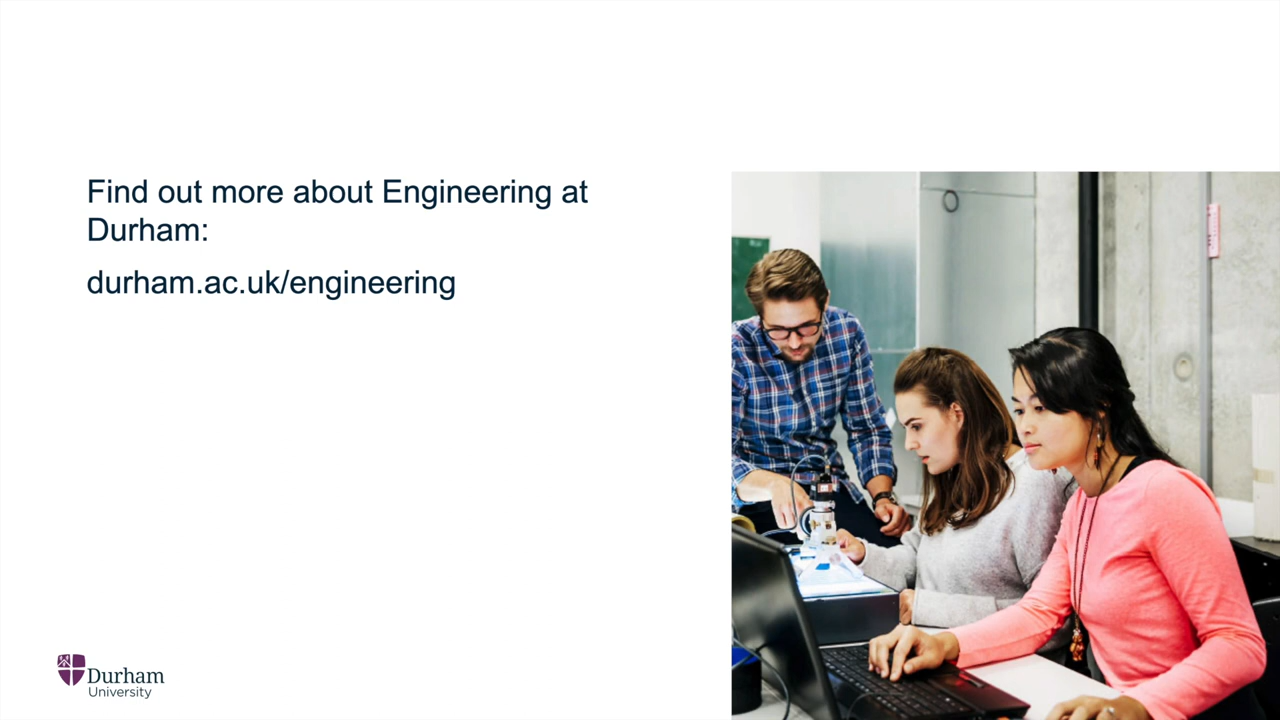 Find out more about Engineering at
Durham:
durham.ac.uk/engineering
Durham
University